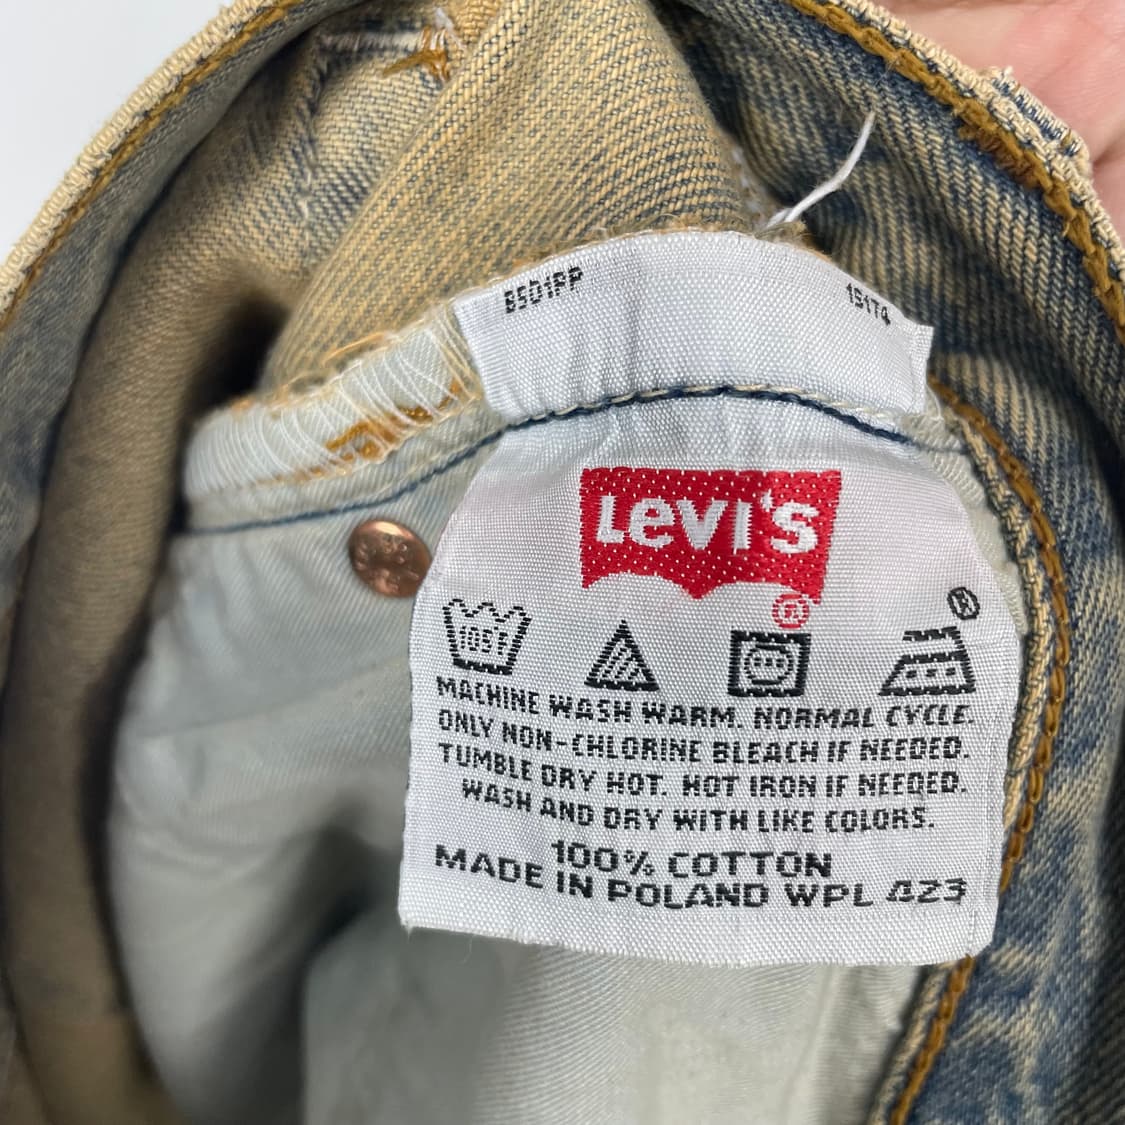 15174
LEVI'S
®
105F
®
MACHINE WASH WARM. NORMAL CYCLE.
ONLY NON-CHLORINE BLEACH IF NEEDED.
TUMBLE DRY HOT. HOT IRON IF NEEDED.
WASH AND DRY WITH LIKE COLORS.
100% COTTON
MADE IN POLAND WPL 423